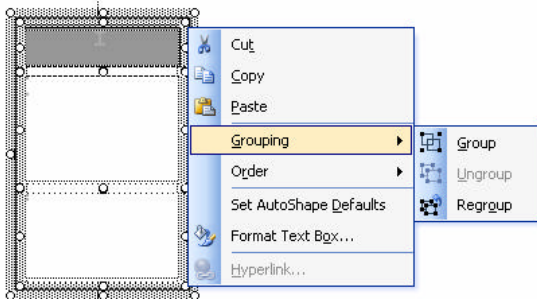 Cut
Copy
Paste
Grouping
Order
Set AutoShape Defaults
Format Text Box...
Hyperlink...
Group
Ungroup
Regroup